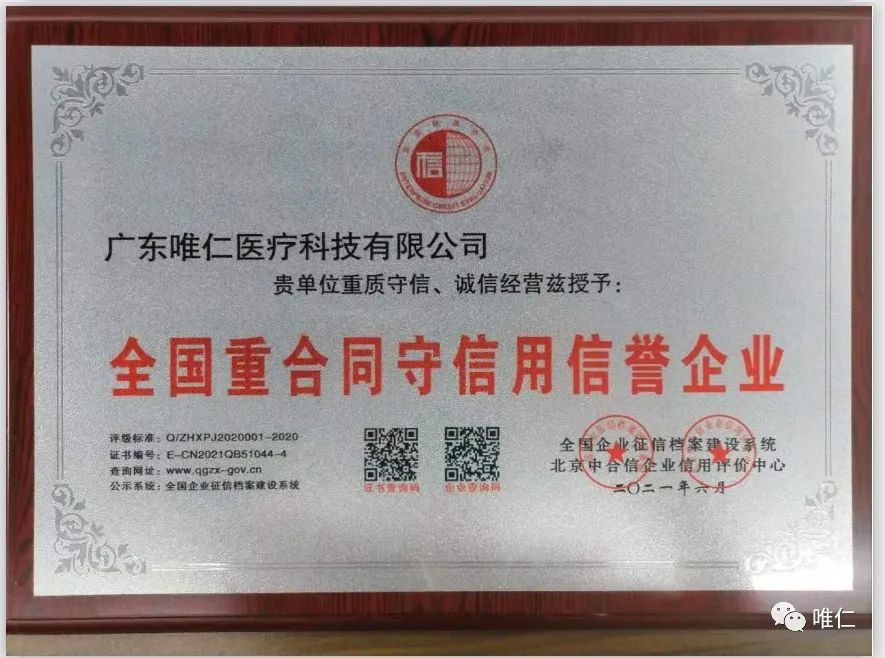 信
ENTERPRISE CREDIT EVALUATION
广东唯仁医疗科技有限公司
贵单位重质守信、诚信经营兹授予：
全国重合同守信用信誉企业
评级标准：Q/ZHXPJ2020001-2020
证书编号：E-CN2021QB51044-4
查询网址：www.qgzx-gov.cn
公示系统：全国企业征信档案建设系统
证书查询码
企业查询码
全国企业征信档案建设系统
北京中合信企业信用评价中心
二〇二一年六月
唯仁